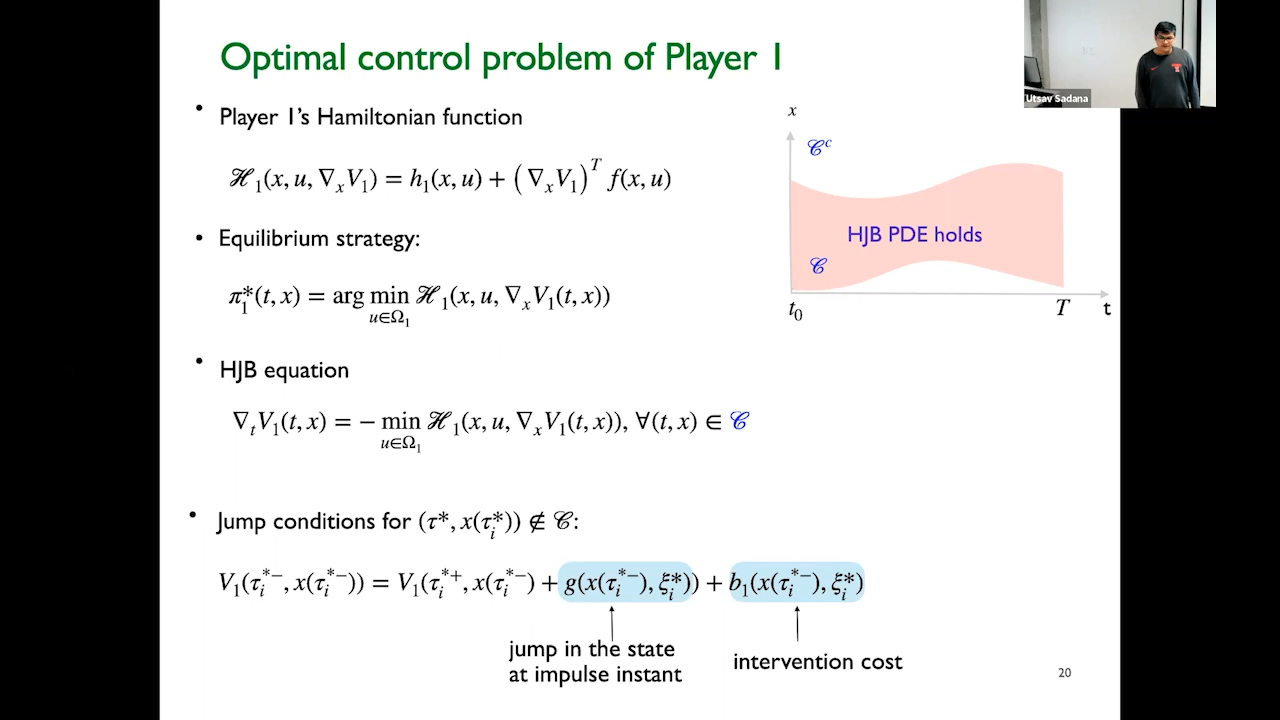 Optimal control problem of Player 1
Utsav Sadana
• Player 1's Hamiltonian function
ℋ₁(x, u, ∇ₓV₁) = h₁(x, u) + (∇ₓV₁)ᵀ f(x, u)
• Equilibrium strategy:
π₁*(t, x) = arg min_{u∈Ω₁} ℋ₁(x, u, ∇ₓV₁(t, x))
• HJB equation
∇ₜV₁(t, x) = − min_{u∈Ω₁} ℋ₁(x, u, ∇ₓV₁(t, x)), ∀(t, x) ∈ 𝒞
• Jump conditions for (τ*, x(τᵢ*)) ∉ 𝒞:
V₁(τᵢ*⁻, x(τᵢ*⁻)) = V₁(τᵢ*⁺, x(τᵢ*⁻) + g(x(τᵢ*⁻), ξᵢ*)) + b₁(x(τᵢ*⁻), ξᵢ*)
jump in the state
at impulse instant
intervention cost
x
𝒞ᶜ
HJB PDE holds
𝒞
t₀
T
t
20